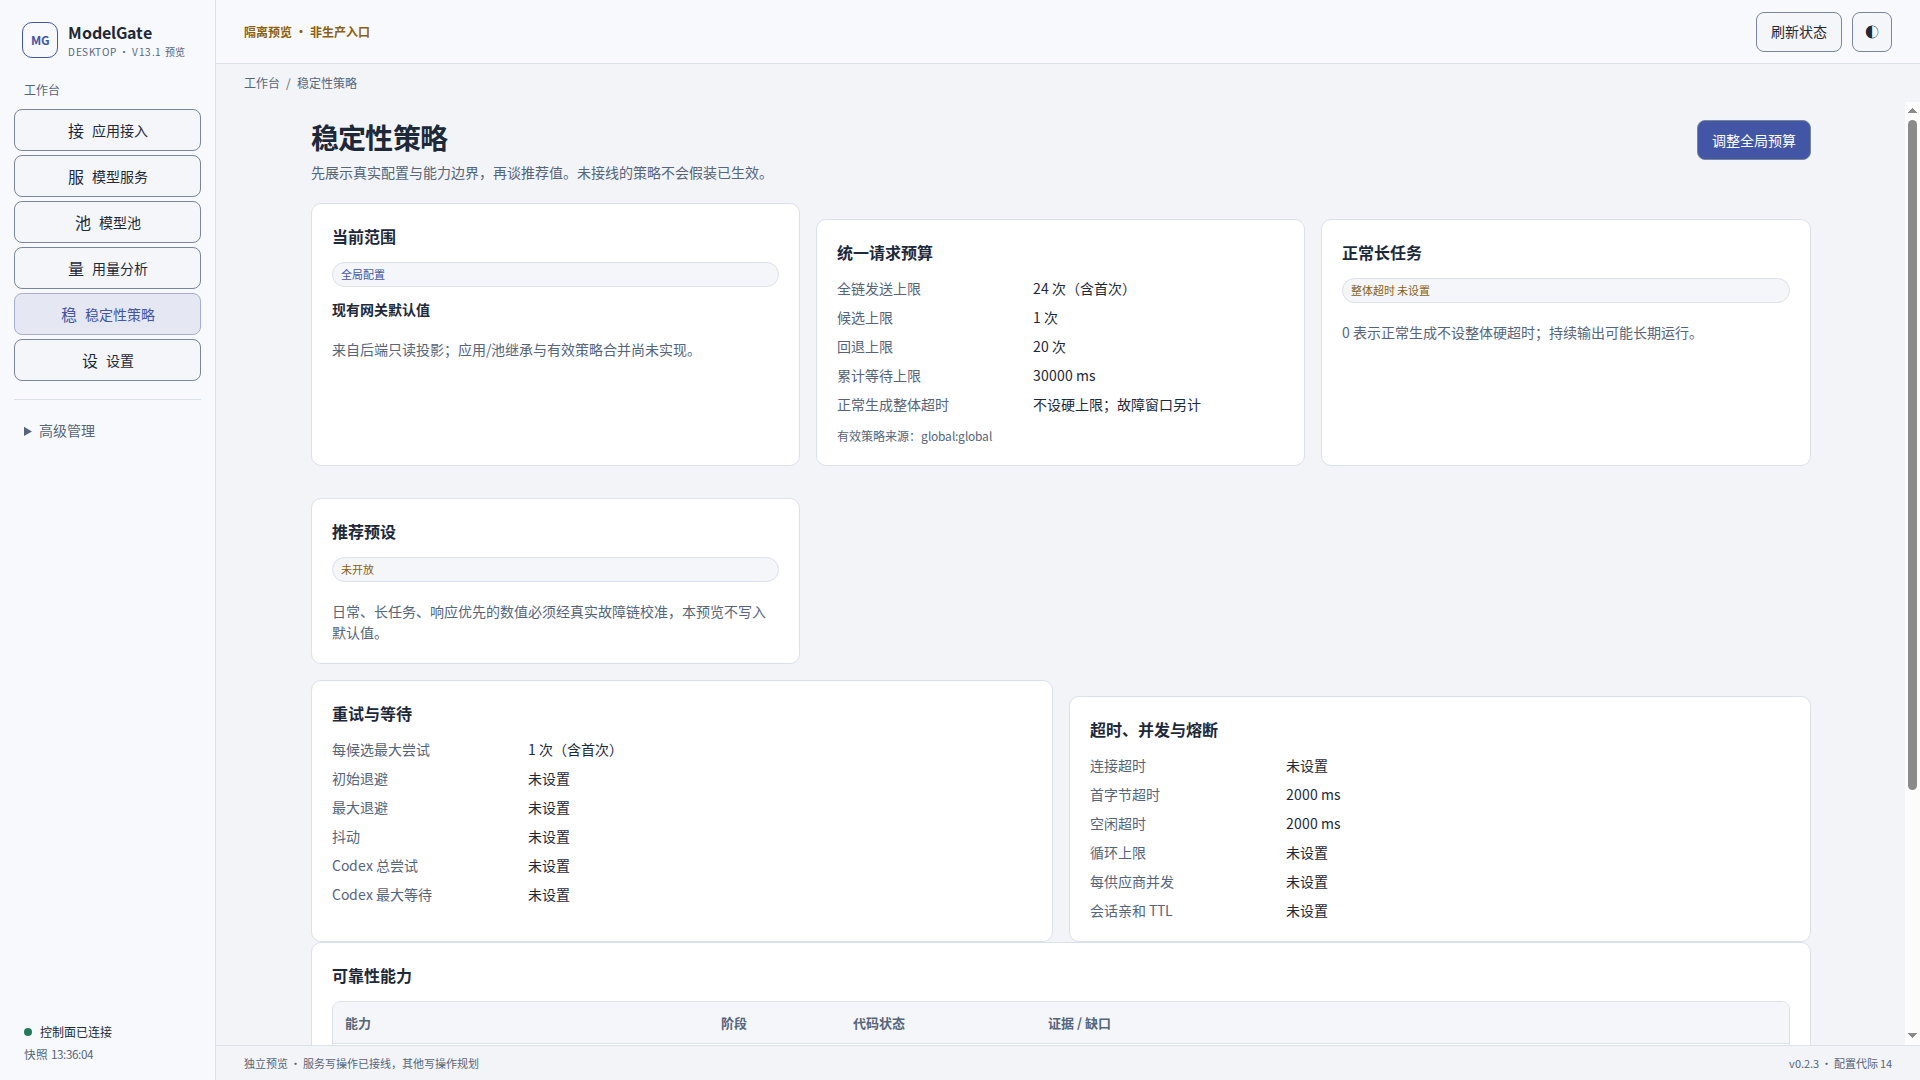 MG
ModelGate
DESKTOP · V13.1 预览
工作台
接 应用接入
服 模型服务
池 模型池
量 用量分析
稳 稳定性策略
设 设置
▶ 高级管理
控制面已连接
快照 13:36:04
隔离预览 · 非生产入口
刷新状态
工作台 / 稳定性策略
稳定性策略
先展示真实配置与能力边界，再谈推荐值。未接线的策略不会假装已生效。
调整全局预算
当前范围
全局配置
现有网关默认值
来自后端只读投影；应用/池继承与有效策略合并尚未实现。
统一请求预算
全链发送上限 24 次（含首次）
候选上限 1 次
回退上限 20 次
累计等待上限 30000 ms
正常生成整体超时 不设硬上限；故障窗口另计
有效策略来源：global:global
正常长任务
整体超时 未设置
0 表示正常生成不设整体硬超时；持续输出可能长期运行。
推荐预设
未开放
日常、长任务、响应优先的数值必须经真实故障链校准，本预览不写入
默认值。
重试与等待
每候选最大尝试 1 次（含首次）
初始退避 未设置
最大退避 未设置
抖动 未设置
Codex 总尝试 未设置
Codex 最大等待 未设置
超时、并发与熔断
连接超时 未设置
首字节超时 2000 ms
空闲超时 2000 ms
循环上限 未设置
每供应商并发 未设置
会话亲和 TTL 未设置
可靠性能力
能力 阶段 代码状态 证据 / 缺口
独立预览 · 服务写操作已接线，其他写操作规划
v0.2.3 · 配置代际 14